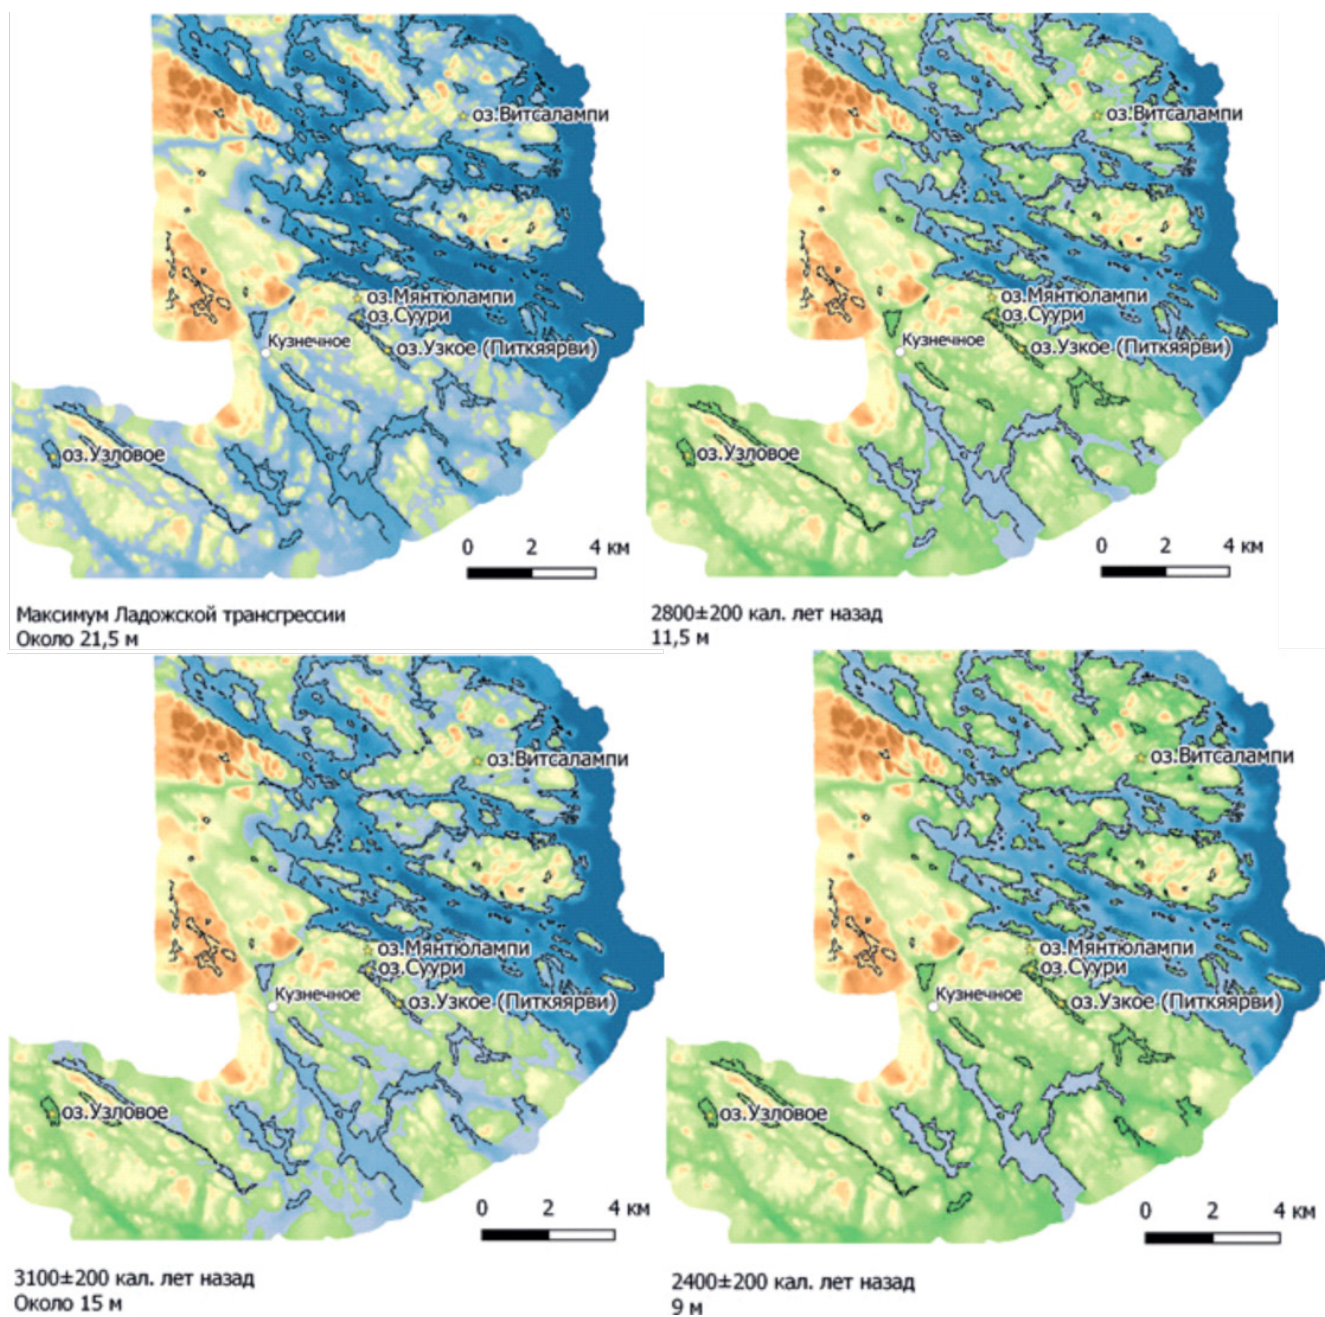 оз.Витсалампи
оз.Мянтюлампи
оз.Суури
Кузнечное
оз.Узкое (Питкяярви)
оз.Узловое
0 2 4 км
Максимум Ладожской трансгрессии
Около 21,5 м
оз.Витсалампи
оз.Мянтюлампи
оз.Суури
Кузнечное
оз.Узкое (Питкяярви)
оз.Узловое
0 2 4 км
2800±200 кал. лет назад
11,5 м
оз.Витсалампи
оз.Мянтюлампи
оз.Суури
Кузнечное
оз.Узкое (Питкяярви)
оз.Узловое
0 2 4 км
3100±200 кал. лет назад
Около 15 м
оз.Витсалампи
оз.Мянтюлампи
оз.Суури
Кузнечное
оз.Узкое (Питкяярви)
оз.Узловое
0 2 4 км
2400±200 кал. лет назад
9 м